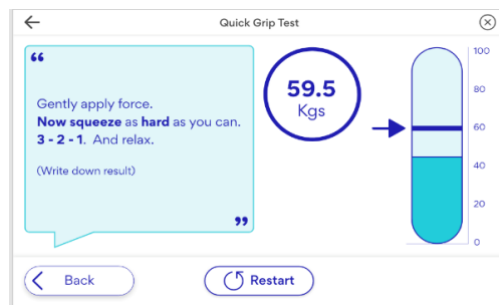 Quick Grip Test
“
Gently apply force.
Now squeeze as hard as you can.
3 - 2 - 1. And relax.
(Write down result)
”
59.5
Kgs
100
80
60
40
20
0
Back
Restart